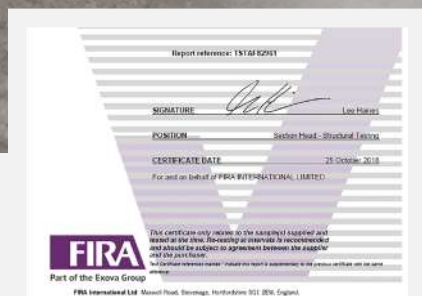 Report reference: TSTAF82961
SIGNATURE Lee Haines
POSITION Section Head - Structural Testing
CERTIFICATE DATE 25 October 2018
For and on behalf of FIRA INTERNATIONAL LIMITED
This certificate only relates to the sample(s) supplied and
tested at the time. Re-testing at intervals is recommended
and should be subject to agreement between the supplier
and the purchaser.
FIRA
Part of the Exova Group
FIRA International Ltd Maxwell Road, Stevenage, Hertfordshire SG1 2EW, England.